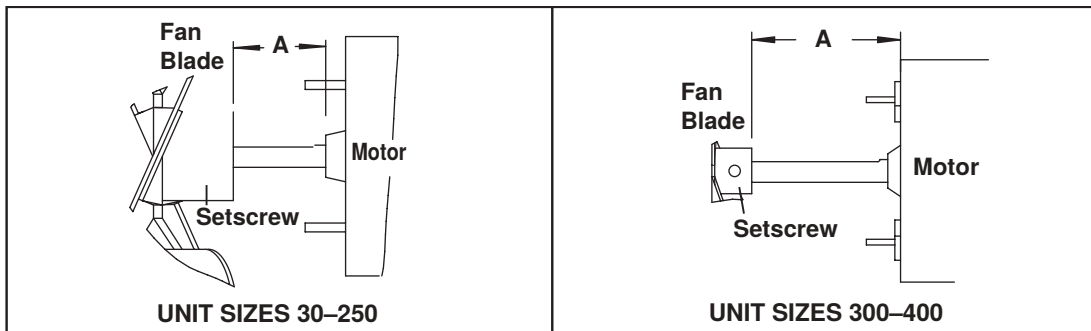 Fan
Blade
A
Motor
Setscrew
UNIT SIZES 30–250
A
Fan
Blade
Motor
Setscrew
UNIT SIZES 300–400